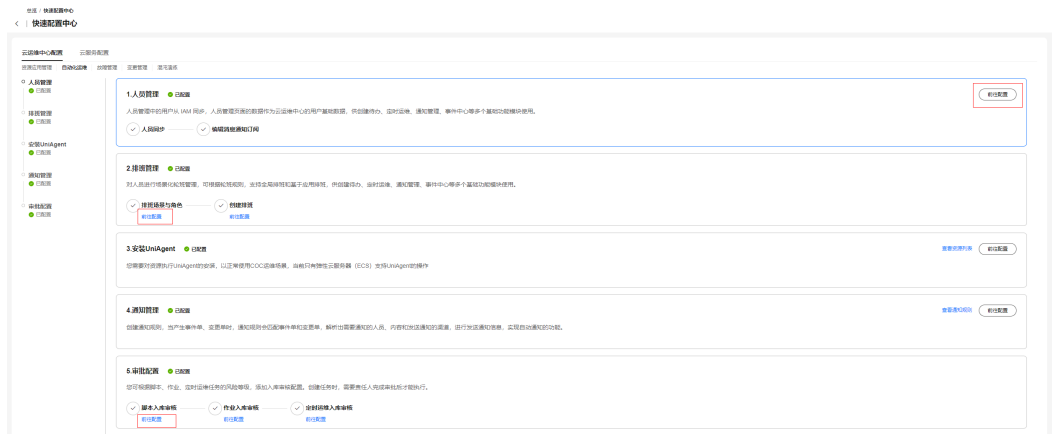 总览 / 快速配置中心
快速配置中心
云运维中心配置 云服务配置
资源应用管理 自动化运维 故障管理 变更管理 混沌演练
人员管理
已配置
排班管理
已配置
安装UniAgent
已配置
通知管理
已配置
审批配置
已配置
1.人员管理 已配置 前往配置
人员管理中的用户从 IAM 同步，人员管理页面的数据作为云运维中心的用户基础数据，供创建待办、定时运维、通知管理、事件中心等多个基础功能模块使用。
人员同步 编辑消息通知订阅
2.排班管理 已配置
对人员进行场景化轮班管理，可根据轮班规则，支持全局排班和基于应用排班，供创建待办、定时运维、通知管理、事件中心等多个基础功能模块使用。
排班场景与角色 创建排班
前往配置 前往配置
3.安装UniAgent 已配置 查看资源列表 前往配置
您需要对资源执行UniAgent的安装，以正常使用COC运维场景，当前只有弹性云服务器（ECS）支持UniAgent的操作
4.通知管理 已配置 查看通知规则 前往配置
创建通知规则，当产生事件单、变更单时，通知规则会匹配事件单和变更单，解析出需要通知的人员、内容和发送通知的渠道，进行发送通知信息，实现自动通知的功能。
5.审批配置 已配置
您可根据脚本、作业、定时运维任务的风险等级，添加入库审核配置。创建任务时，需要责任人完成审批后才能执行。
脚本入库审核 作业入库审核 定时运维入库审核
前往配置 前往配置 前往配置